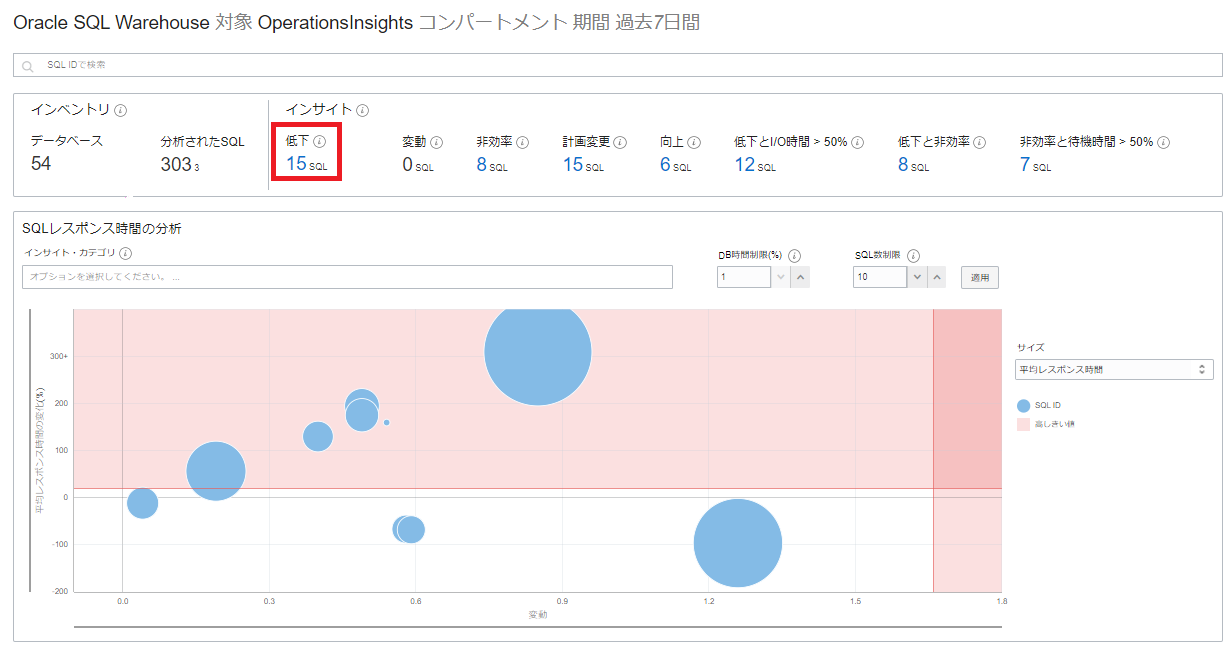 Oracle SQL Warehouse 対象 OperationsInsights コンパートメント 期間 過去7日間
SQL IDで検索
インベントリ
データベース
54
分析されたSQL
303 3
インサイト
低下
15 SQL
変動
0 SQL
非効率
8 SQL
計画変更
15 SQL
向上
6 SQL
低下とI/O時間 > 50%
12 SQL
低下と非効率
8 SQL
非効率と待機時間 > 50%
7 SQL
SQLレスポンス時間の分析
インサイト・カテゴリ
オプションを選択してください。 ...
DB時間制限(%)
1
SQL数制限
10
適用
平均レスポンス時間の変化(%)
300+
200
100
0
-100
-200
0.0
0.3
0.6
0.9
1.2
1.5
1.8
変動
サイズ
平均レスポンス時間
SQL ID
高しきい値